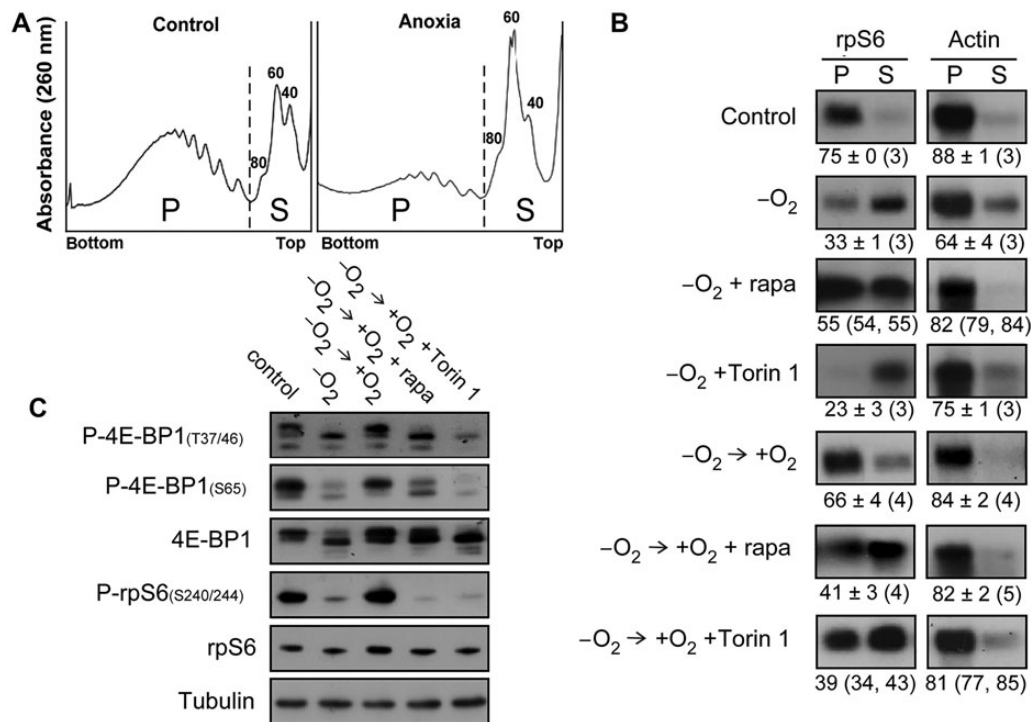 A
Control
Anoxia
Absorbance (260 nm)
60
40
80
60
40
80
P
S
P
S
Bottom
Top
Bottom
Top
B
rpS6
Actin
P
S
P
S
Control
75 ± 0 (3)
88 ± 1 (3)
–O2
33 ± 1 (3)
64 ± 4 (3)
–O2 + rapa
55 (54, 55)
82 (79, 84)
–O2 +Torin 1
23 ± 3 (3)
75 ± 1 (3)
–O2 → +O2
66 ± 4 (4)
84 ± 2 (4)
–O2 → +O2 + rapa
41 ± 3 (4)
82 ± 2 (5)
–O2 → +O2 +Torin 1
39 (34, 43)
81 (77, 85)
C
control
–O2
–O2 → +O2
–O2 → +O2 + rapa
–O2 → +O2 +Torin 1
P-4E-BP1(T37/46)
P-4E-BP1(S65)
4E-BP1
P-rpS6(S240/244)
rpS6
Tubulin